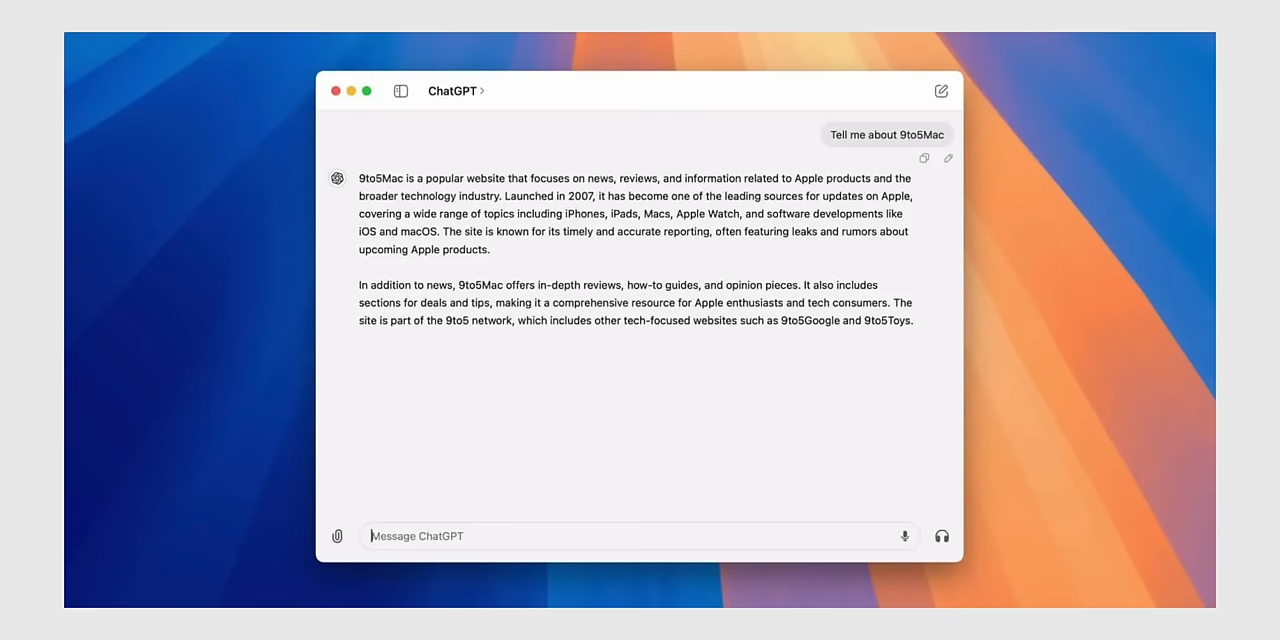 ChatGPT
Tell me about 9to5Mac
9to5Mac is a popular website that focuses on news, reviews, and information related to Apple products and the
broader technology industry. Launched in 2007, it has become one of the leading sources for updates on Apple,
covering a wide range of topics including iPhones, iPads, Macs, Apple Watch, and software developments like
iOS and macOS. The site is known for its timely and accurate reporting, often featuring leaks and rumors about
upcoming Apple products.
In addition to news, 9to5Mac offers in-depth reviews, how-to guides, and opinion pieces. It also includes
sections for deals and tips, making it a comprehensive resource for Apple enthusiasts and tech consumers. The
site is part of the 9to5 network, which includes other tech-focused websites such as 9to5Google and 9to5Toys.
Message ChatGPT